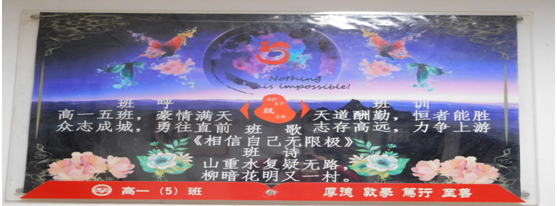 Nothing
is impossible!
班 呼
高一五班，豪情满天
众志成城，勇往直前
班 训
天道酬勤，恒者能胜
志存高远，力争上游
班 歌
《相信自己无限极》
班 诗
山重水复疑无路，
柳暗花明又一村。
高一（5）班
厚德 敦学 笃行 至善